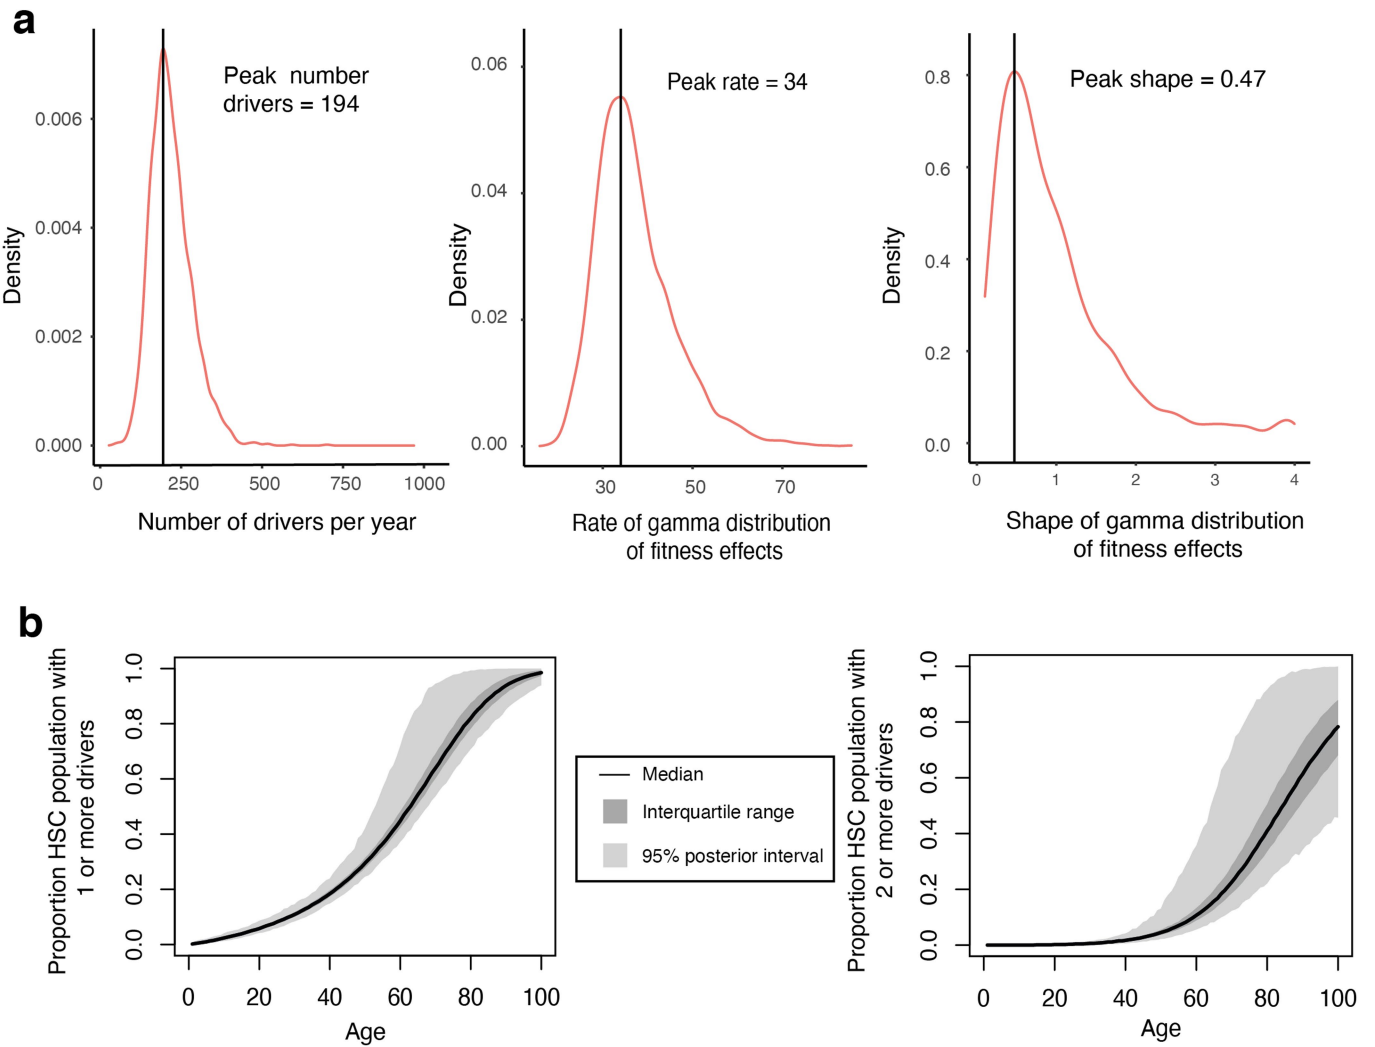 a
Peak number
drivers = 194
0.006
0.004
0.002
0.000
Density
0
250
500
750
1000
Number of drivers per year
Peak rate = 34
0.06
0.04
0.02
0.00
Density
30
50
70
Rate of gamma distribution
of fitness effects
Peak shape = 0.47
0.8
0.6
0.4
0.2
0.0
Density
0
1
2
3
4
Shape of gamma distribution
of fitness effects
b
Proportion HSC population with
1 or more drivers
1.0
0.8
0.6
0.4
0.2
0.0
0
20
40
60
80
100
Age
Median
Interquartile range
95% posterior interval
Proportion HSC population with
2 or more drivers
1.0
0.8
0.6
0.4
0.2
0.0
0
20
40
60
80
100
Age